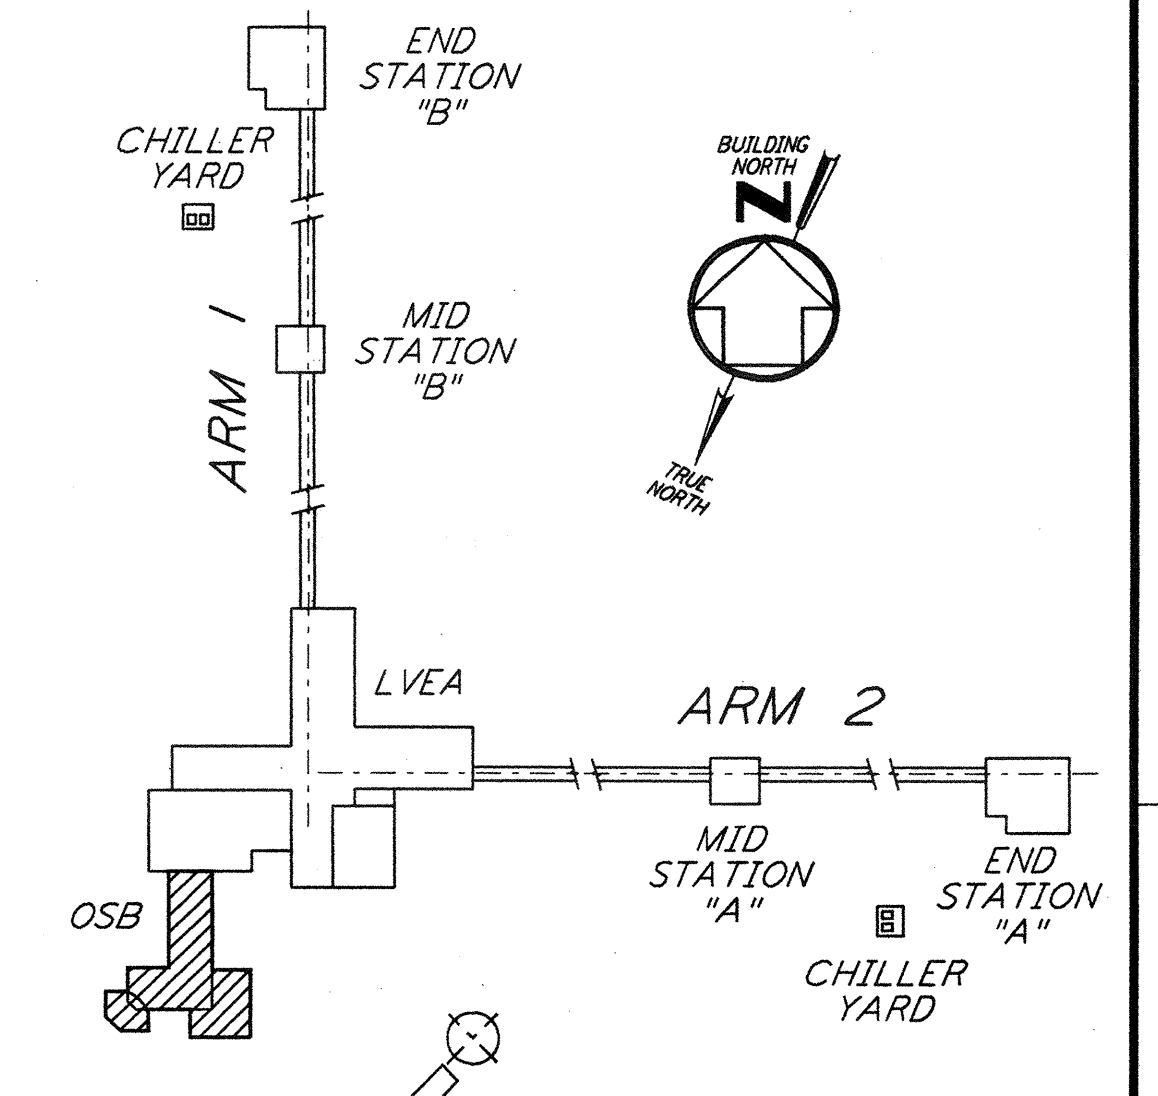 END
STATION
"B"
CHILLER
YARD
BUILDING
NORTH
N
MID
STATION
"B"
ARM 1
TRUE
NORTH
LVEA
ARM 2
MID
STATION
"A"
END
STATION
"A"
OSB
CHILLER
YARD